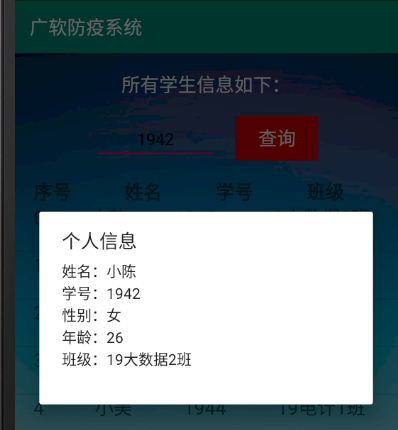 广软防疫系统
所有学生信息如下：
1942 查询
序号 姓名 学号 班级
个人信息
姓名：小陈
学号：1942
性别：女
年龄：26
班级：19大数据2班
4 小美 1944 19电计1班